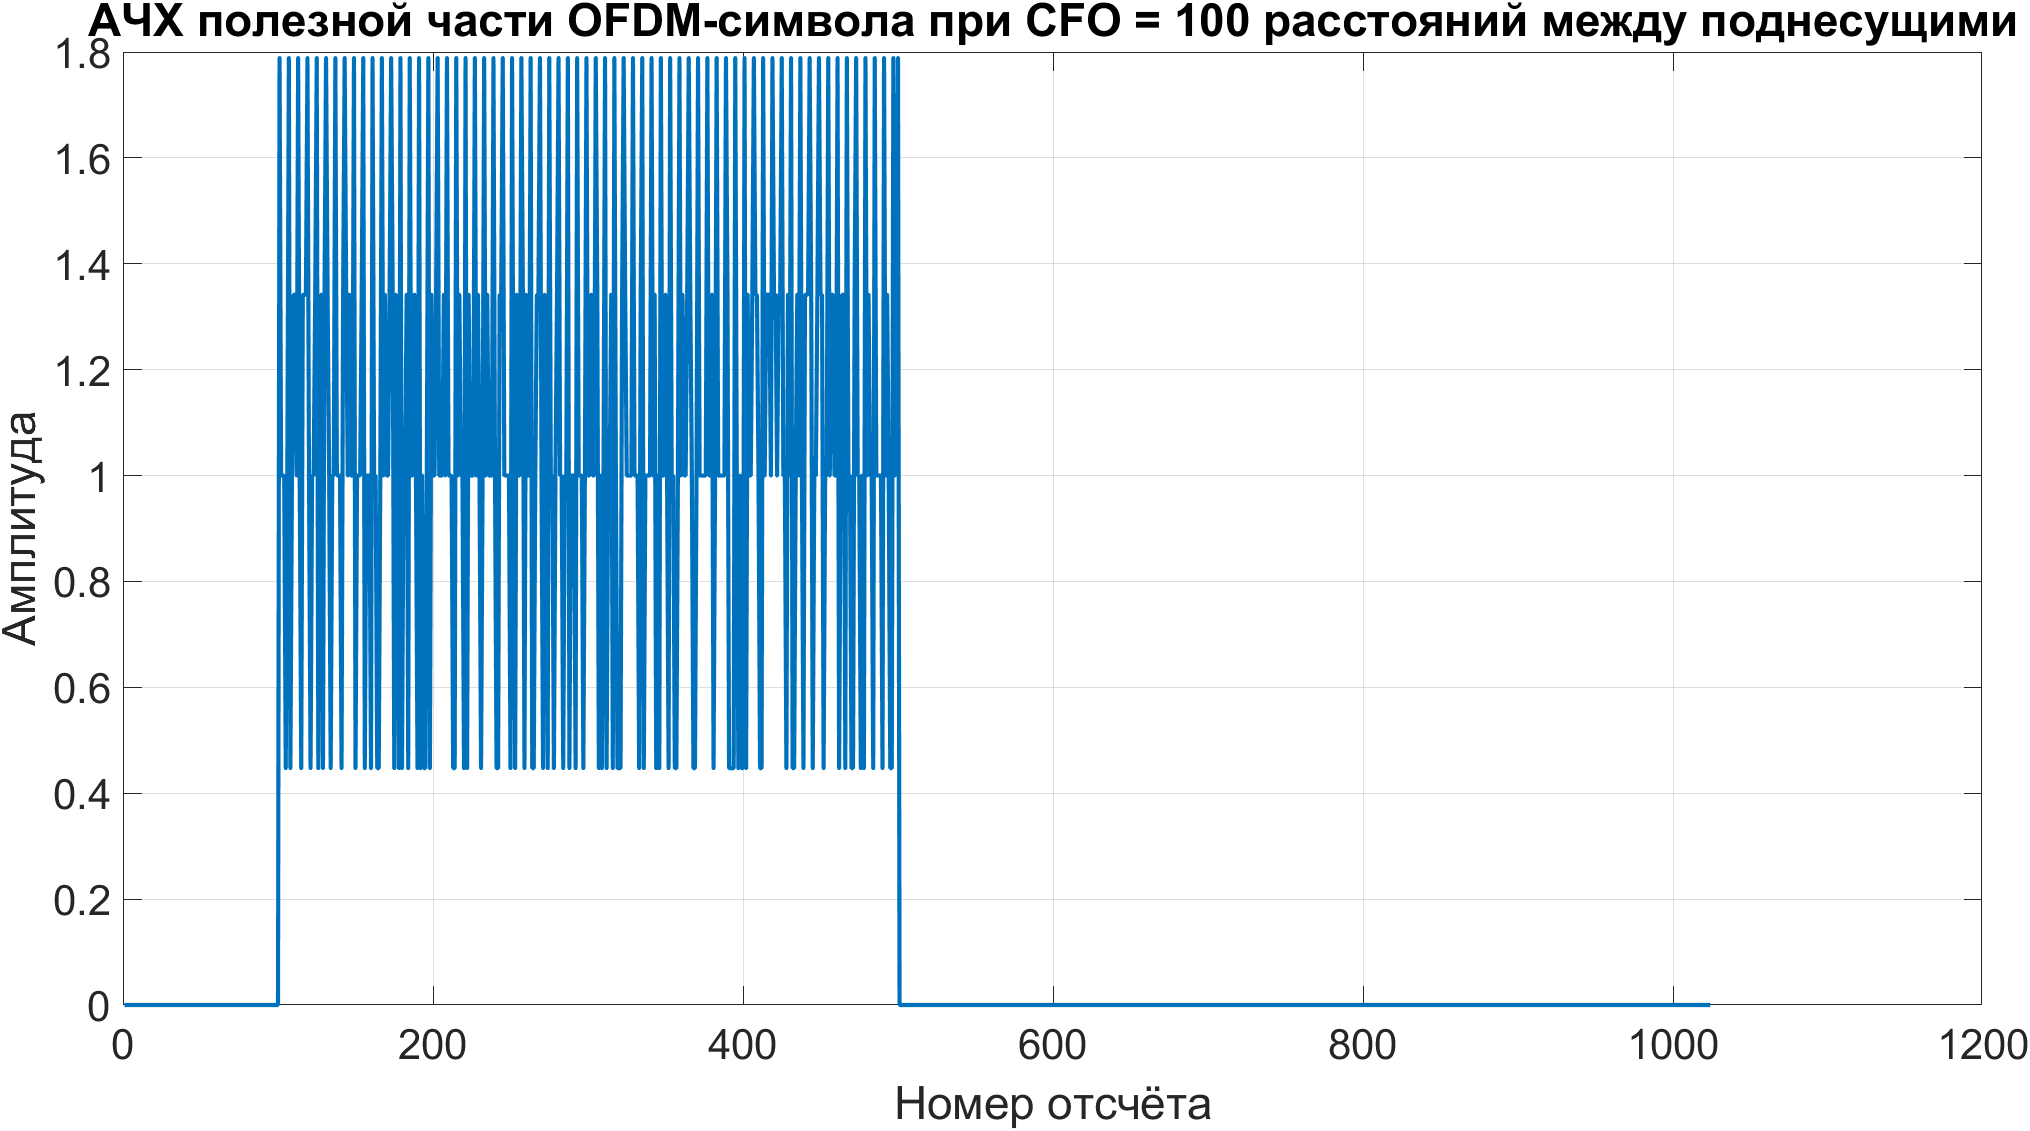 АЧХ полезной части OFDM-символа при CFO = 100 расстояний между поднесущими
1.8
1.6
1.4
1.2
1
0.8
0.6
0.4
0.2
0
Амплитуда
0 200 400 600 800 1000 1200
Номер отсчёта